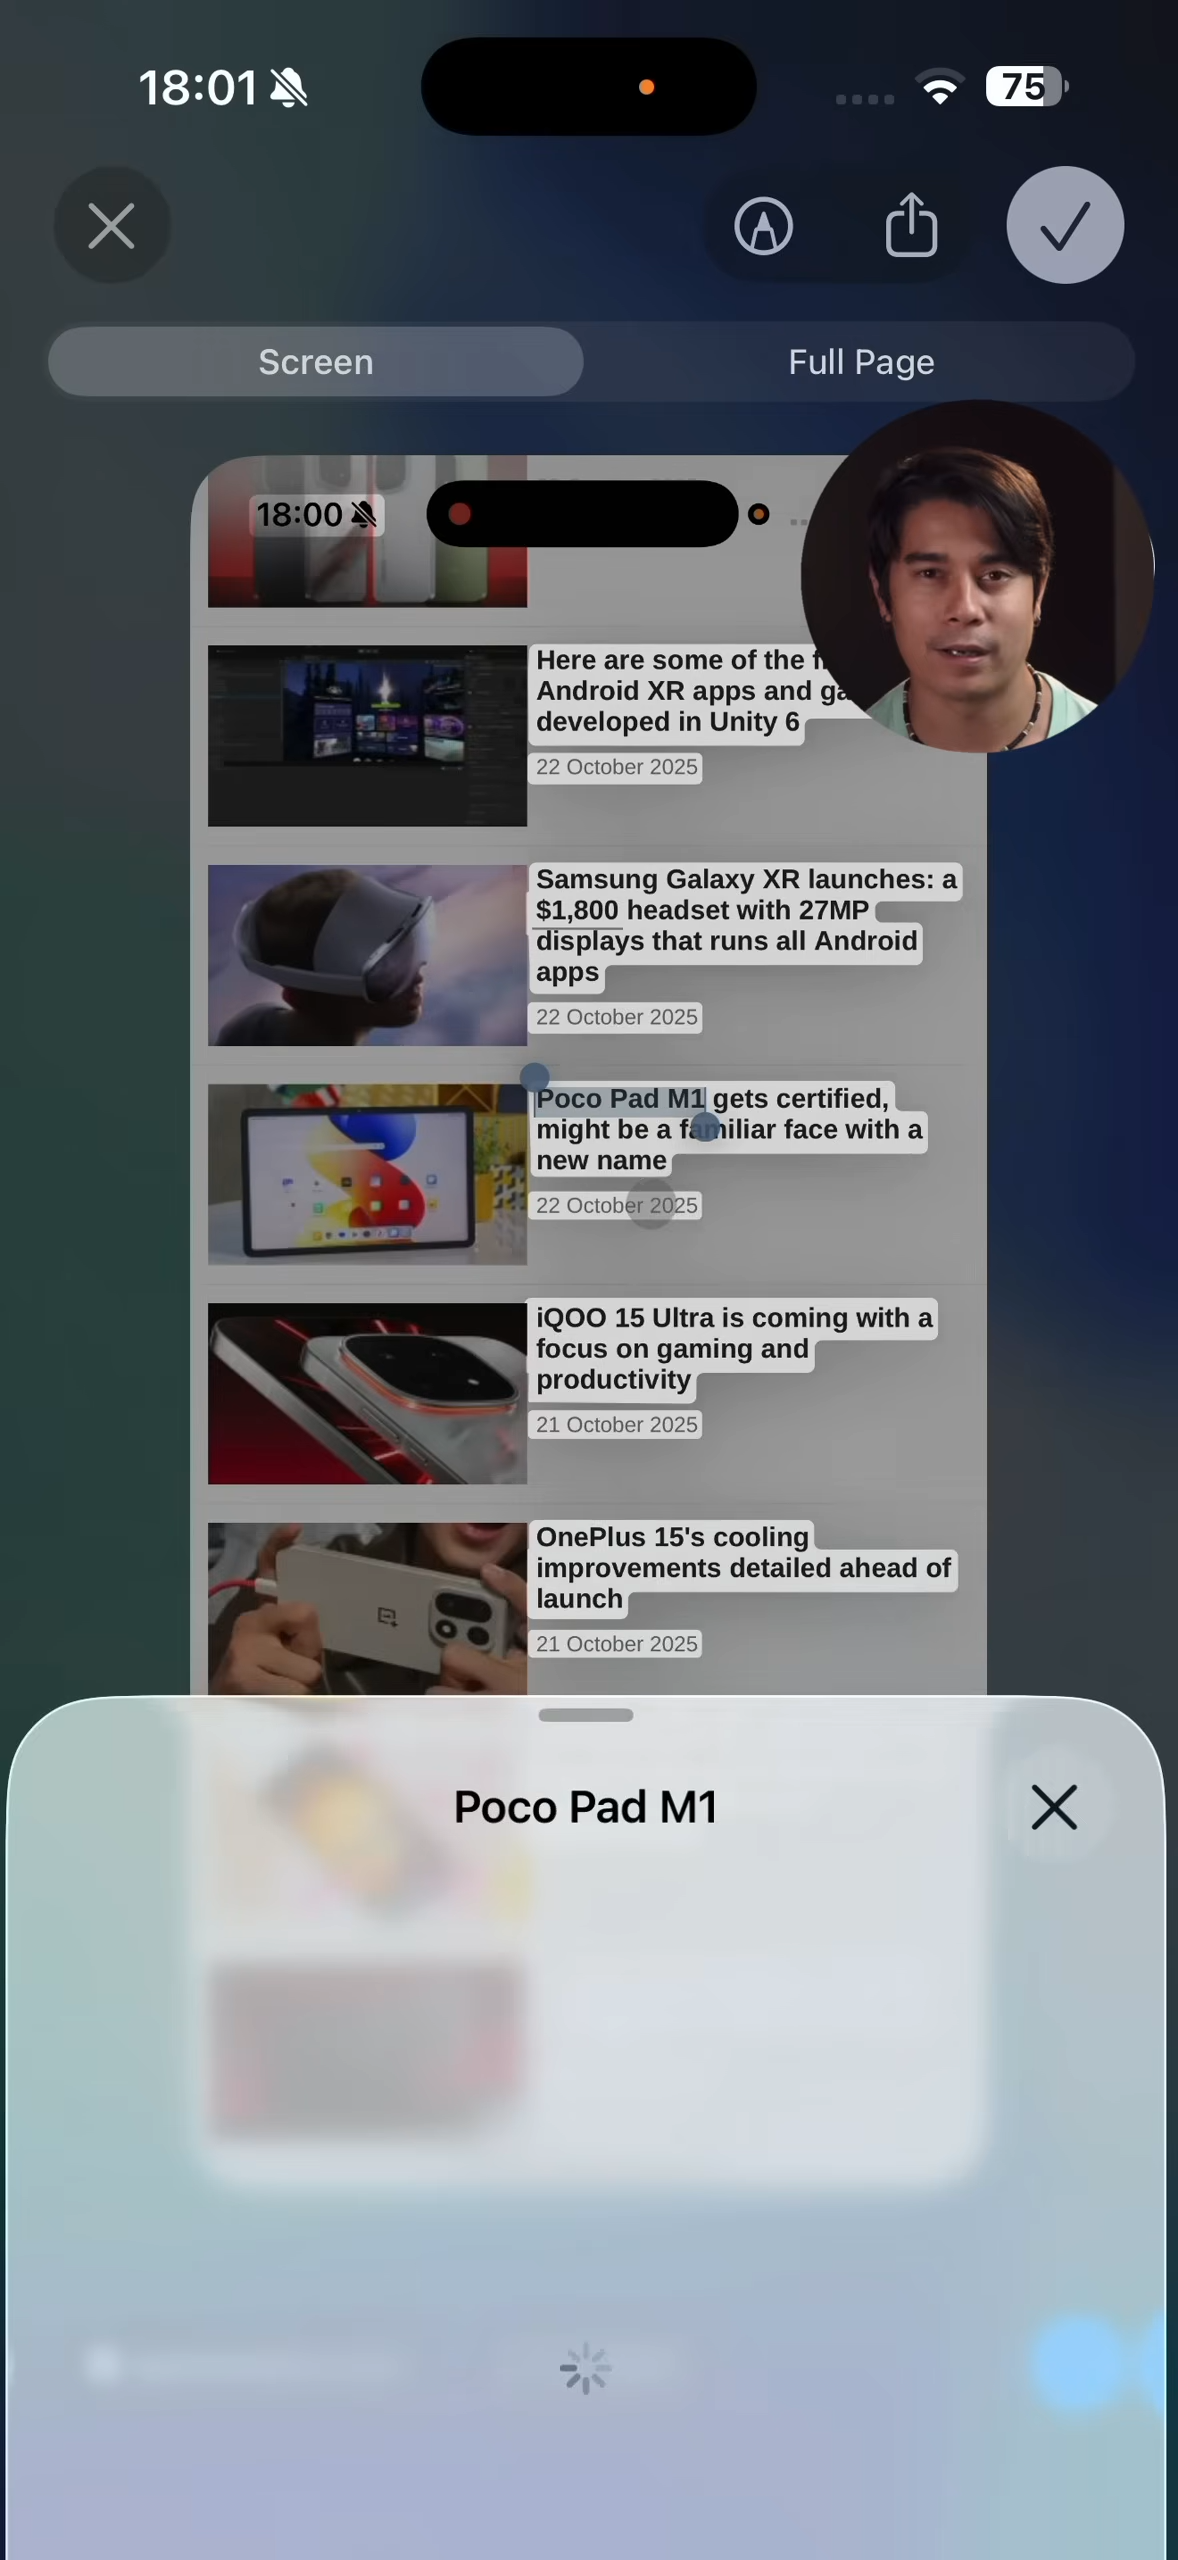 18:01
75
Screen
Full Page
18:00
Here are some of the
Android XR apps and
developed in Unity 6
22 October 2025
Samsung Galaxy XR launches: a
$1,800 headset with 27MP
displays that runs all Android
apps
22 October 2025
Poco Pad M1 gets certified,
might be a familiar face with a
new name
22 October 2025
iQOO 15 Ultra is coming with a
focus on gaming and
productivity
21 October 2025
OnePlus 15's cooling
improvements detailed ahead of
launch
21 October 2025
Poco Pad M1